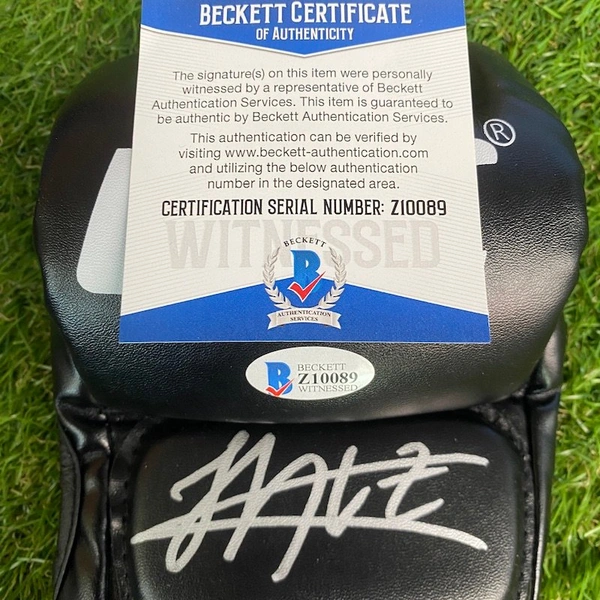 BECKETT CERTIFICATE
OF AUTHENTICITY
The signature(s) on this item were personally
witnessed by a representative of Beckett
Authentication Services. This item is guaranteed to
be authentic by Beckett Authentication Services.
This authentication can be verified by
visiting www.beckett-authentication.com
and utilizing the below authentication
number in the designated area.
CERTIFICATION SERIAL NUMBER: Z10089
WITNESSED
BECKETT
B
AUTHENTICATION
SERVICES
®
B
BECKETT
Z10089
WITNESSED